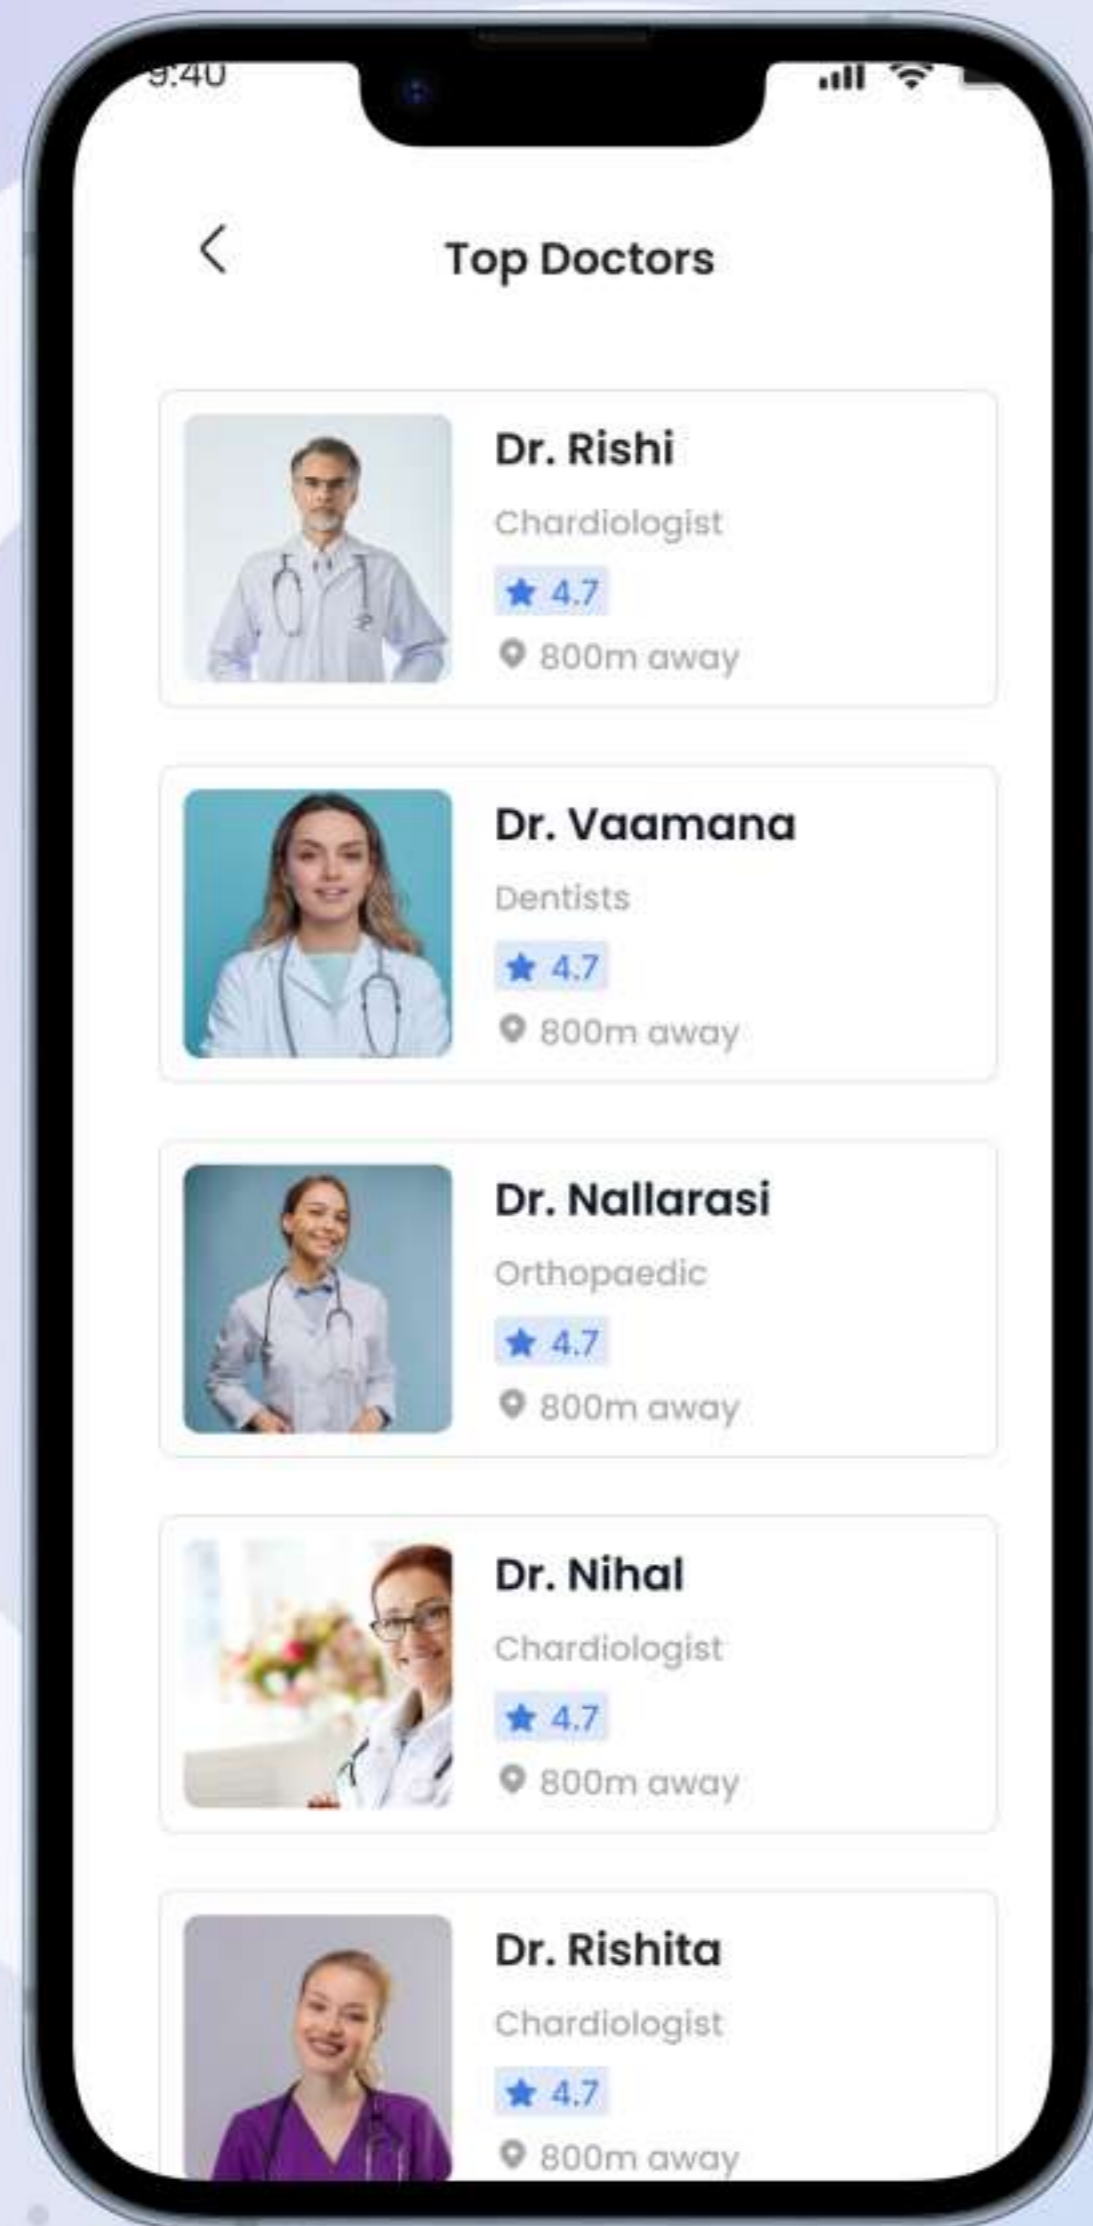 9:40
Top Doctors
Dr. Rishi
Chardiologist
4.7
800m away
Dr. Vaamana
Dentists
4.7
800m away
Dr. Nallarasi
Orthopaedic
4.7
800m away
Dr. Nihal
Chardiologist
4.7
800m away
Dr. Rishita
Chardiologist
4.7
800m away